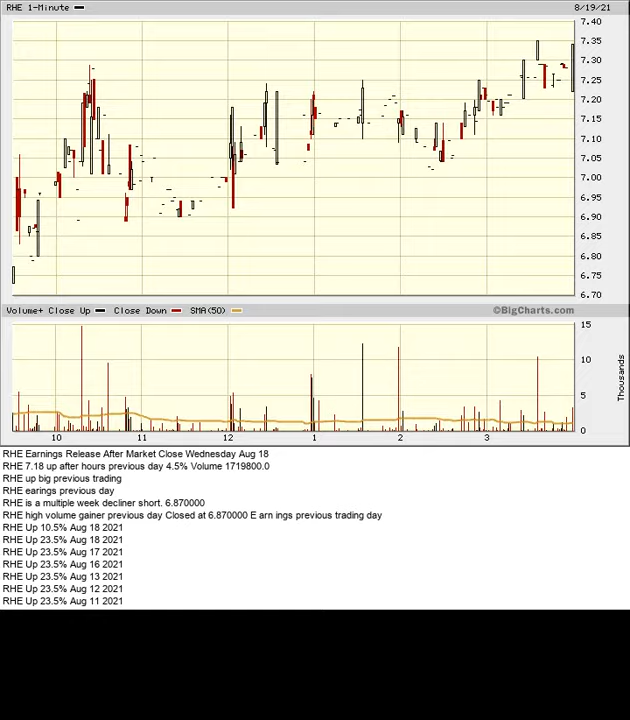 RHE 1-Minute 8/19/21
7.40
7.35
7.30
7.25
7.20
7.15
7.10
7.05
7.00
6.95
6.90
6.85
6.80
6.75
6.70
Volume+ Close Up Close Down SMA(50) ©BigCharts.com
15
10
5
0
Thousands
10 11 12 1 2 3
RHE Earnings Release After Market Close Wednesday Aug 18
RHE 7.18 up after hours previous day 4.5% Volume 1719800.0
RHE up big previous trading
RHE earings previous day
RHE is a multiple week decliner short. 6.870000
RHE high volume gainer previous day Closed at 6.870000 E arn ings previous trading day
RHE Up 10.5% Aug 18 2021
RHE Up 23.5% Aug 18 2021
RHE Up 23.5% Aug 17 2021
RHE Up 23.5% Aug 16 2021
RHE Up 23.5% Aug 13 2021
RHE Up 23.5% Aug 12 2021
RHE Up 23.5% Aug 11 2021